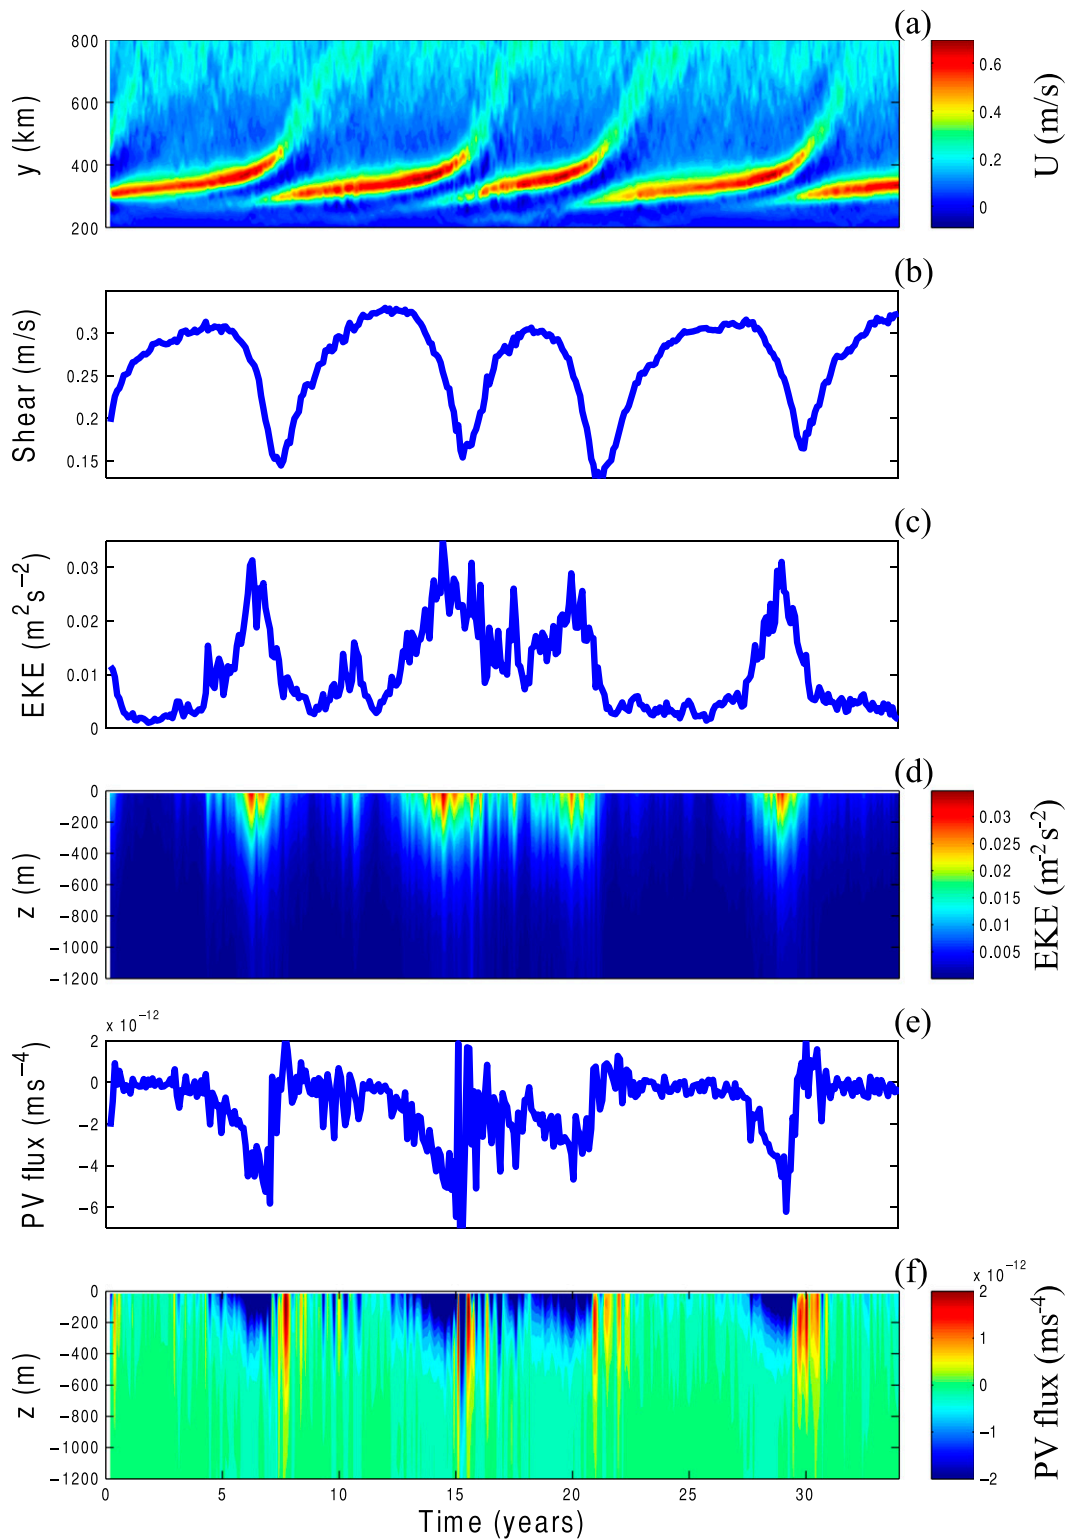 (a)
800
600
400
200
y (km)
0.6
0.4
0.2
0
U (m/s)
(b)
0.3
0.25
0.2
0.15
Shear (m/s)
(c)
0.03
0.02
0.01
0
EKE (m²s⁻²)
(d)
0
−200
−400
−600
−800
−1000
−1200
z (m)
0.03
0.025
0.02
0.015
0.01
0.005
EKE (m⁻²s⁻²)
(e)
x 10⁻¹²
2
0
−2
−4
−6
PV flux (ms⁻⁴)
(f)
0
−200
−400
−600
−800
−1000
−1200
z (m)
x 10⁻¹²
2
1
0
−1
−2
PV flux (ms⁻⁴)
0 5 10 15 20 25 30
Time (years)